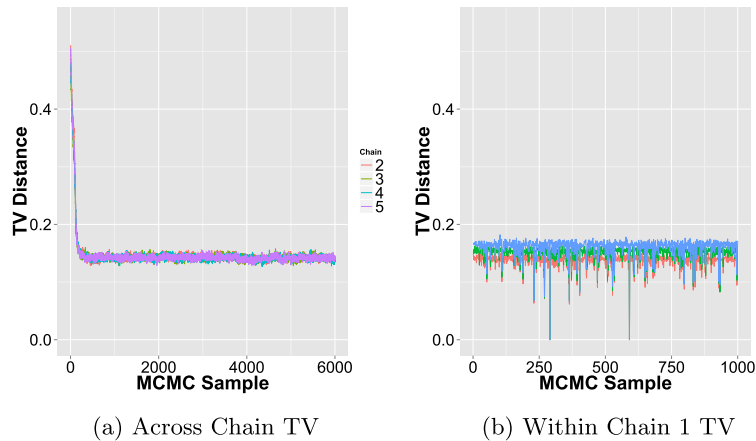 TV Distance
0.4
0.2
0.0
0 2000 4000 6000
MCMC Sample
Chain
2
3
4
5
(a) Across Chain TV
TV Distance
0.4
0.2
0.0
0 250 500 750 1000
MCMC Sample
(b) Within Chain 1 TV